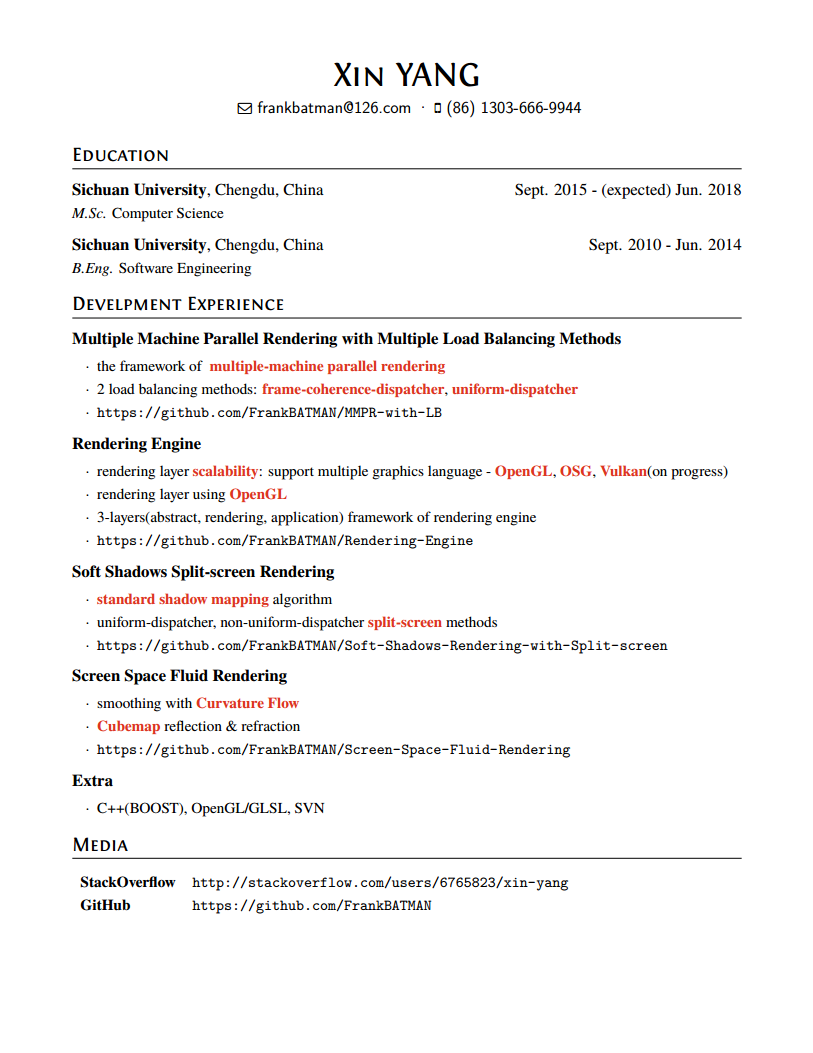 Xin YANG
frankbatman@126.com · (86) 1303-666-9944
Education
Sichuan University, Chengdu, China Sept. 2015 - (expected) Jun. 2018
M.Sc. Computer Science
Sichuan University, Chengdu, China Sept. 2010 - Jun. 2014
B.Eng. Software Engineering
Develpment Experience
Multiple Machine Parallel Rendering with Multiple Load Balancing Methods
· the framework of multiple-machine parallel rendering
· 2 load balancing methods: frame-coherence-dispatcher, uniform-dispatcher
· https://github.com/FrankBATMAN/MMPR-with-LB
Rendering Engine
· rendering layer scalability: support multiple graphics language - OpenGL, OSG, Vulkan(on progress)
· rendering layer using OpenGL
· 3-layers(abstract, rendering, application) framework of rendering engine
· https://github.com/FrankBATMAN/Rendering-Engine
Soft Shadows Split-screen Rendering
· standard shadow mapping algorithm
· uniform-dispatcher, non-uniform-dispatcher split-screen methods
· https://github.com/FrankBATMAN/Soft-Shadows-Rendering-with-Split-screen
Screen Space Fluid Rendering
· smoothing with Curvature Flow
· Cubemap reflection & refraction
· https://github.com/FrankBATMAN/Screen-Space-Fluid-Rendering
Extra
· C++(BOOST), OpenGL/GLSL, SVN
Media
StackOverflow http://stackoverflow.com/users/6765823/xin-yang
GitHub https://github.com/FrankBATMAN